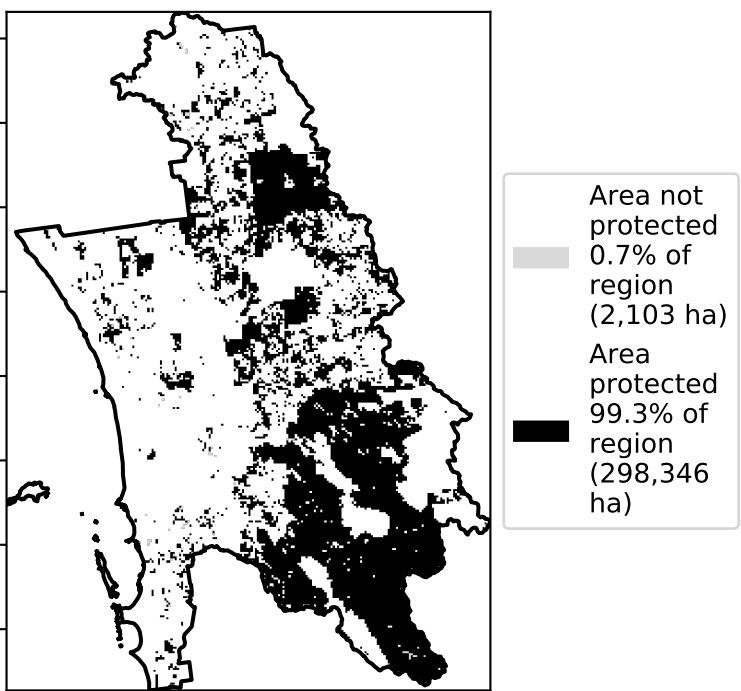 Area not
protected
0.7% of
region
(2,103 ha)
Area
protected
99.3% of
region
(298,346
ha)